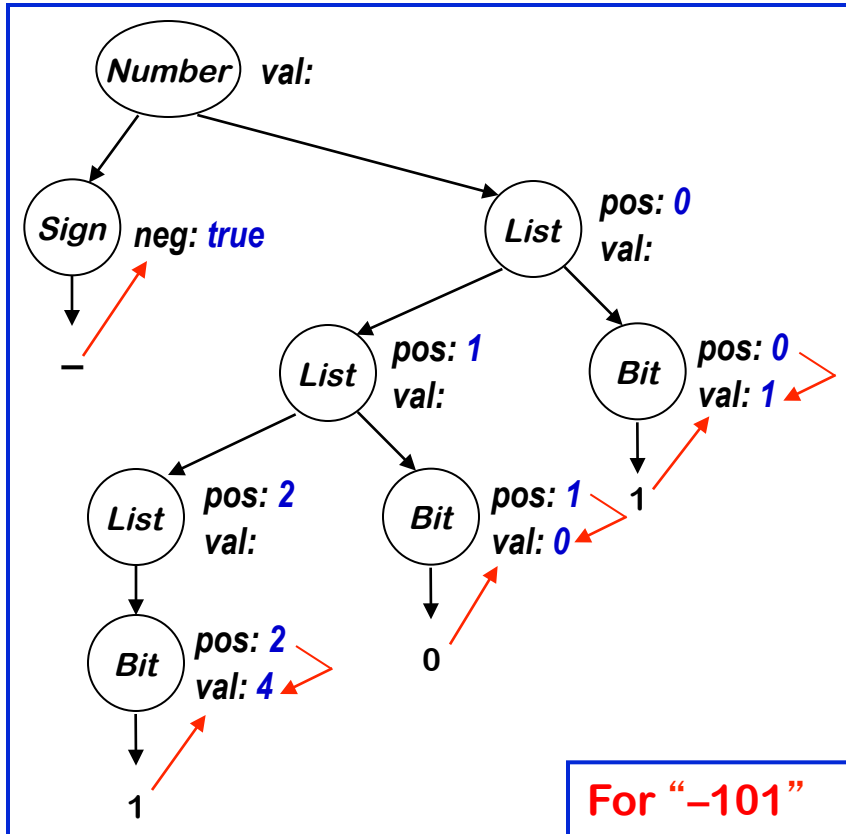 Number val:
Sign neg: true
List pos: 0
val:
–
List pos: 1
val:
Bit pos: 0
val: 1
List pos: 2
val:
Bit pos: 1
val: 0
1
Bit pos: 2
val: 4
0
1
For “–101”